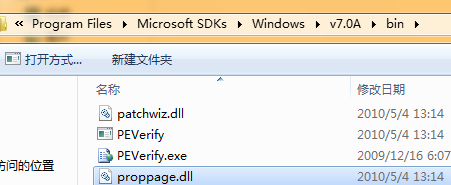 « Program Files ▸ Microsoft SDKs ▸ Windows ▸ v7.0A ▸ bin ▸
打开方式... 新建文件夹
名称 修改日期
patchwiz.dll 2010/5/4 13:14
PEVerify 2010/5/4 13:14
PEVerify.exe 2009/12/16 6:07
访问的位置
proppage.dll 2010/5/4 13:14